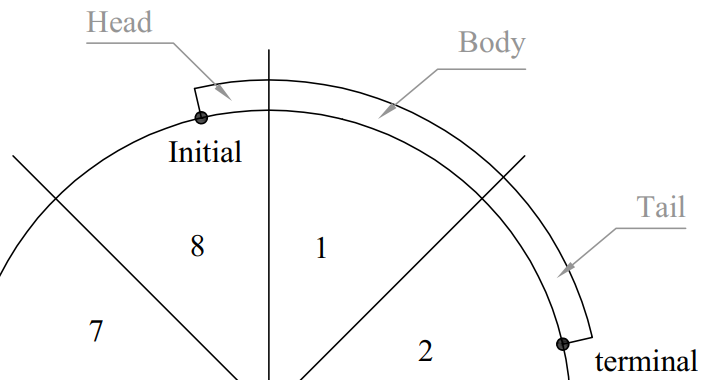 Head
Body
Initial
Tail
8
1
7
2
terminal